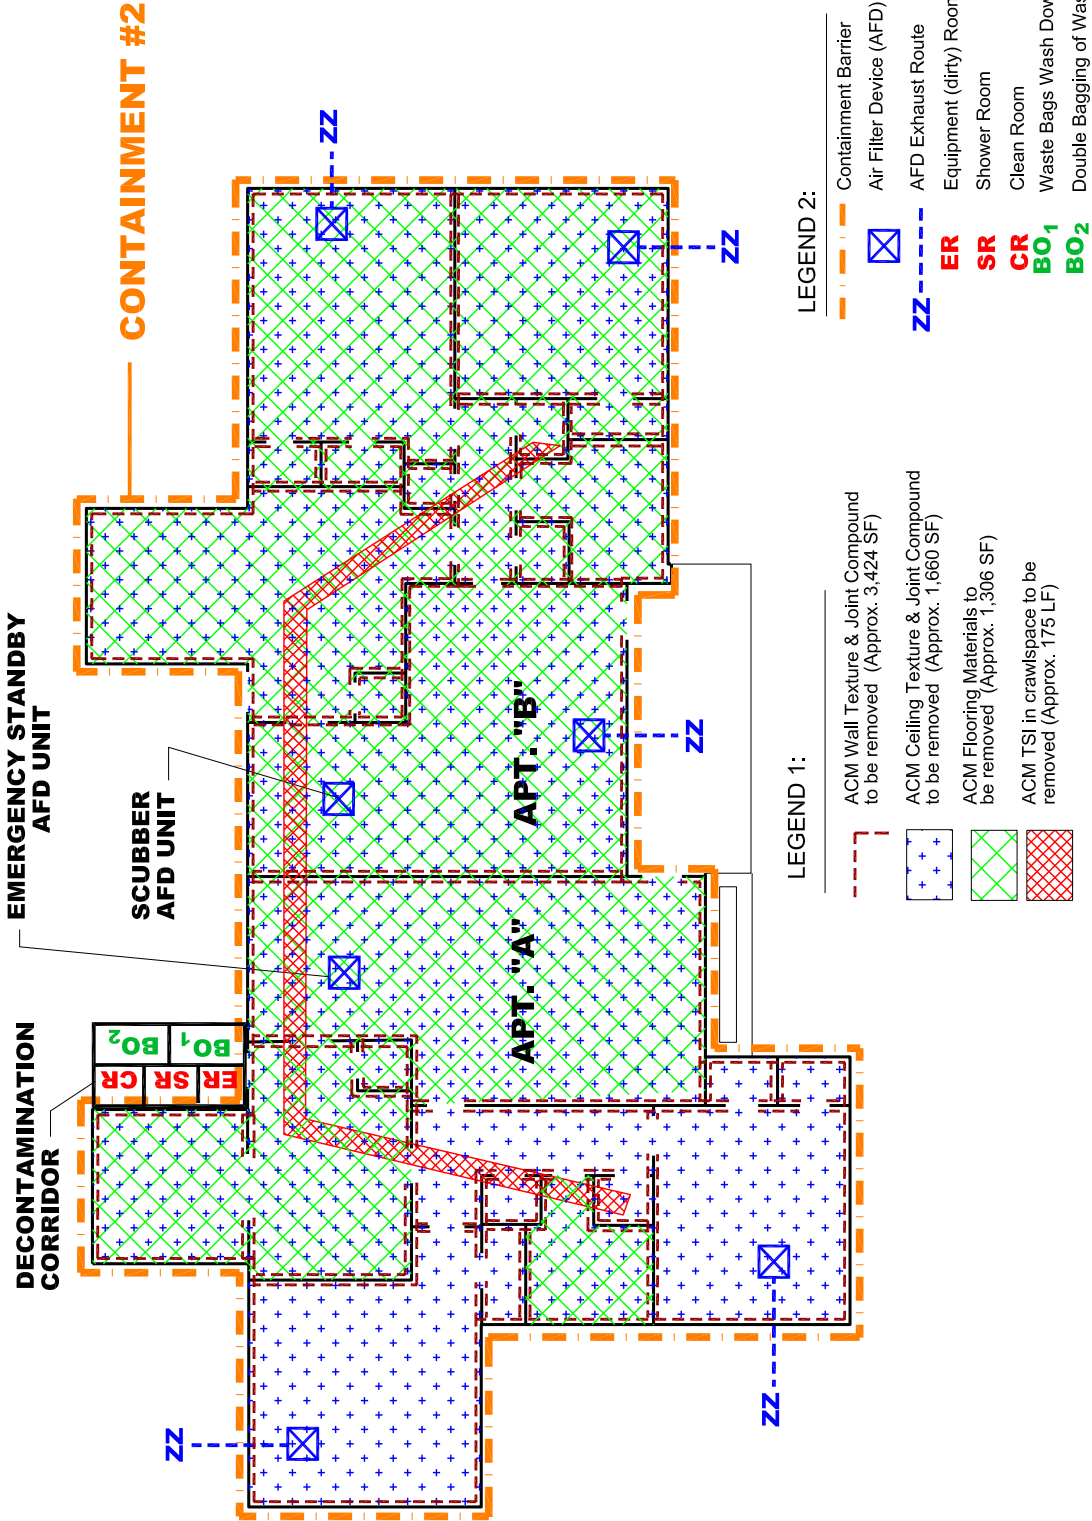 CONTAINMENT #2
EMERGENCY STANDBY
AFD UNIT
SCUBBER
AFD UNIT
DECONTAMINATION
CORRIDOR
CR
SR
ER
BO2
BO1
ZZ
ZZ
ZZ
ZZ
ZZ
APT. "A"
APT. "B"
LEGEND 1:
ACM Wall Texture & Joint Compound
to be removed (Approx. 3,424 SF)
ACM Ceiling Texture & Joint Compound
to be removed (Approx. 1,660 SF)
ACM Flooring Materials to
be removed (Approx. 1,306 SF)
ACM TSI in crawlspace to be
removed (Approx. 175 LF)
LEGEND 2:
Containment Barrier
Air Filter Device (AFD)
ZZ AFD Exhaust Route
ER Equipment (dirty) Room
SR Shower Room
CR Clean Room
BO1 Waste Bags Wash
BO2 Double Bagging of